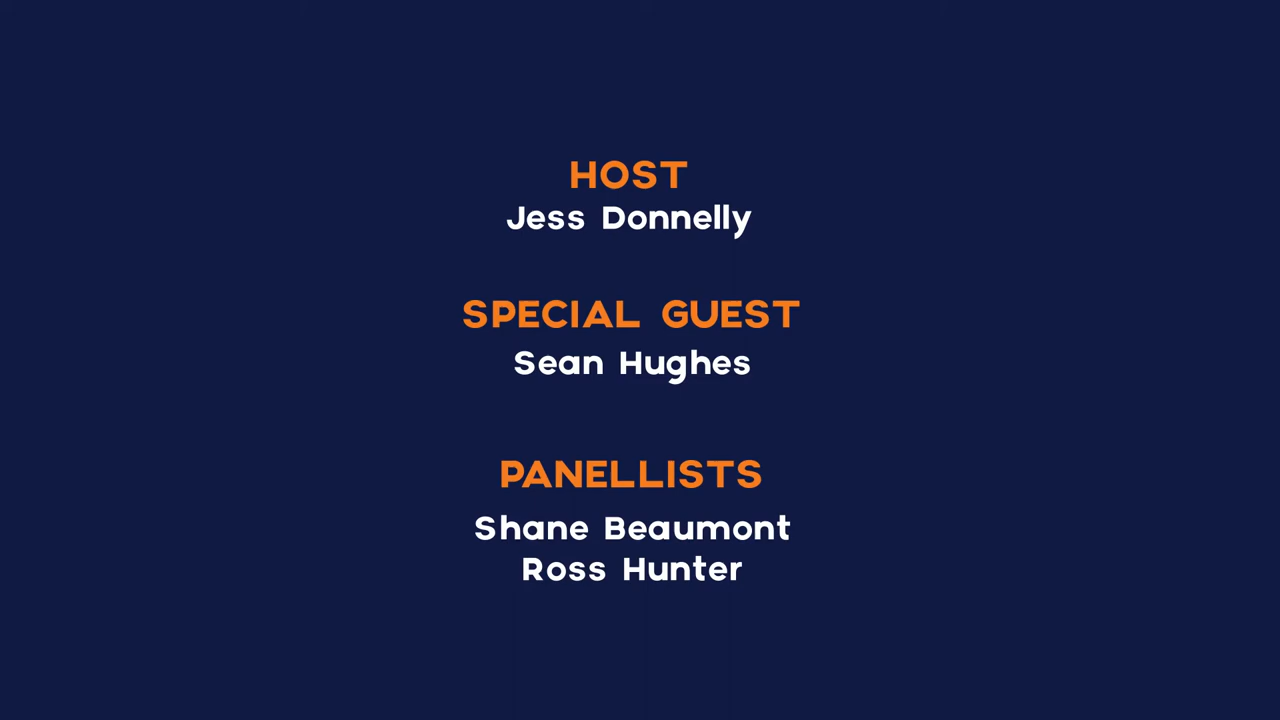 HOST
Jess Donnelly
SPECIAL GUEST
Sean Hughes
PANELLISTS
Shane Beaumont
Ross Hunter